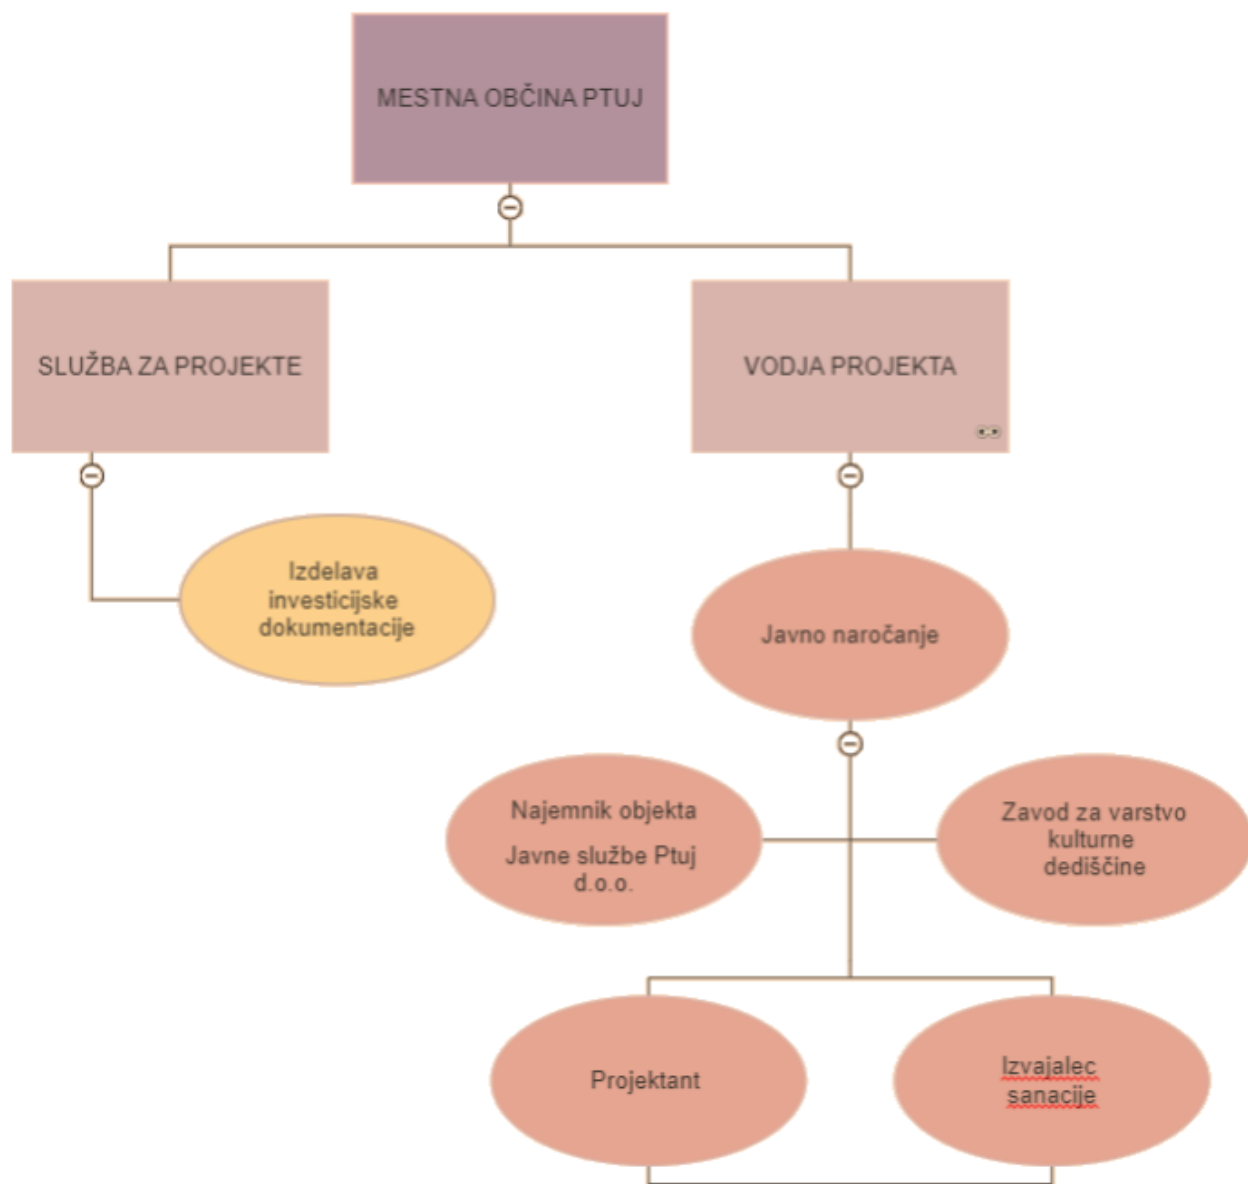 MESTNA OBČINA PTUJ
SLUŽBA ZA PROJEKTE
VODJA PROJEKTA
Izdelava
investicijske
dokumentacije
Javno naročanje
Najemnik objekta
Javne službe Ptuj
d.o.o.
Zavod za varstvo
kulturne
dediščine
Projektant
Izvajalec
sanacije